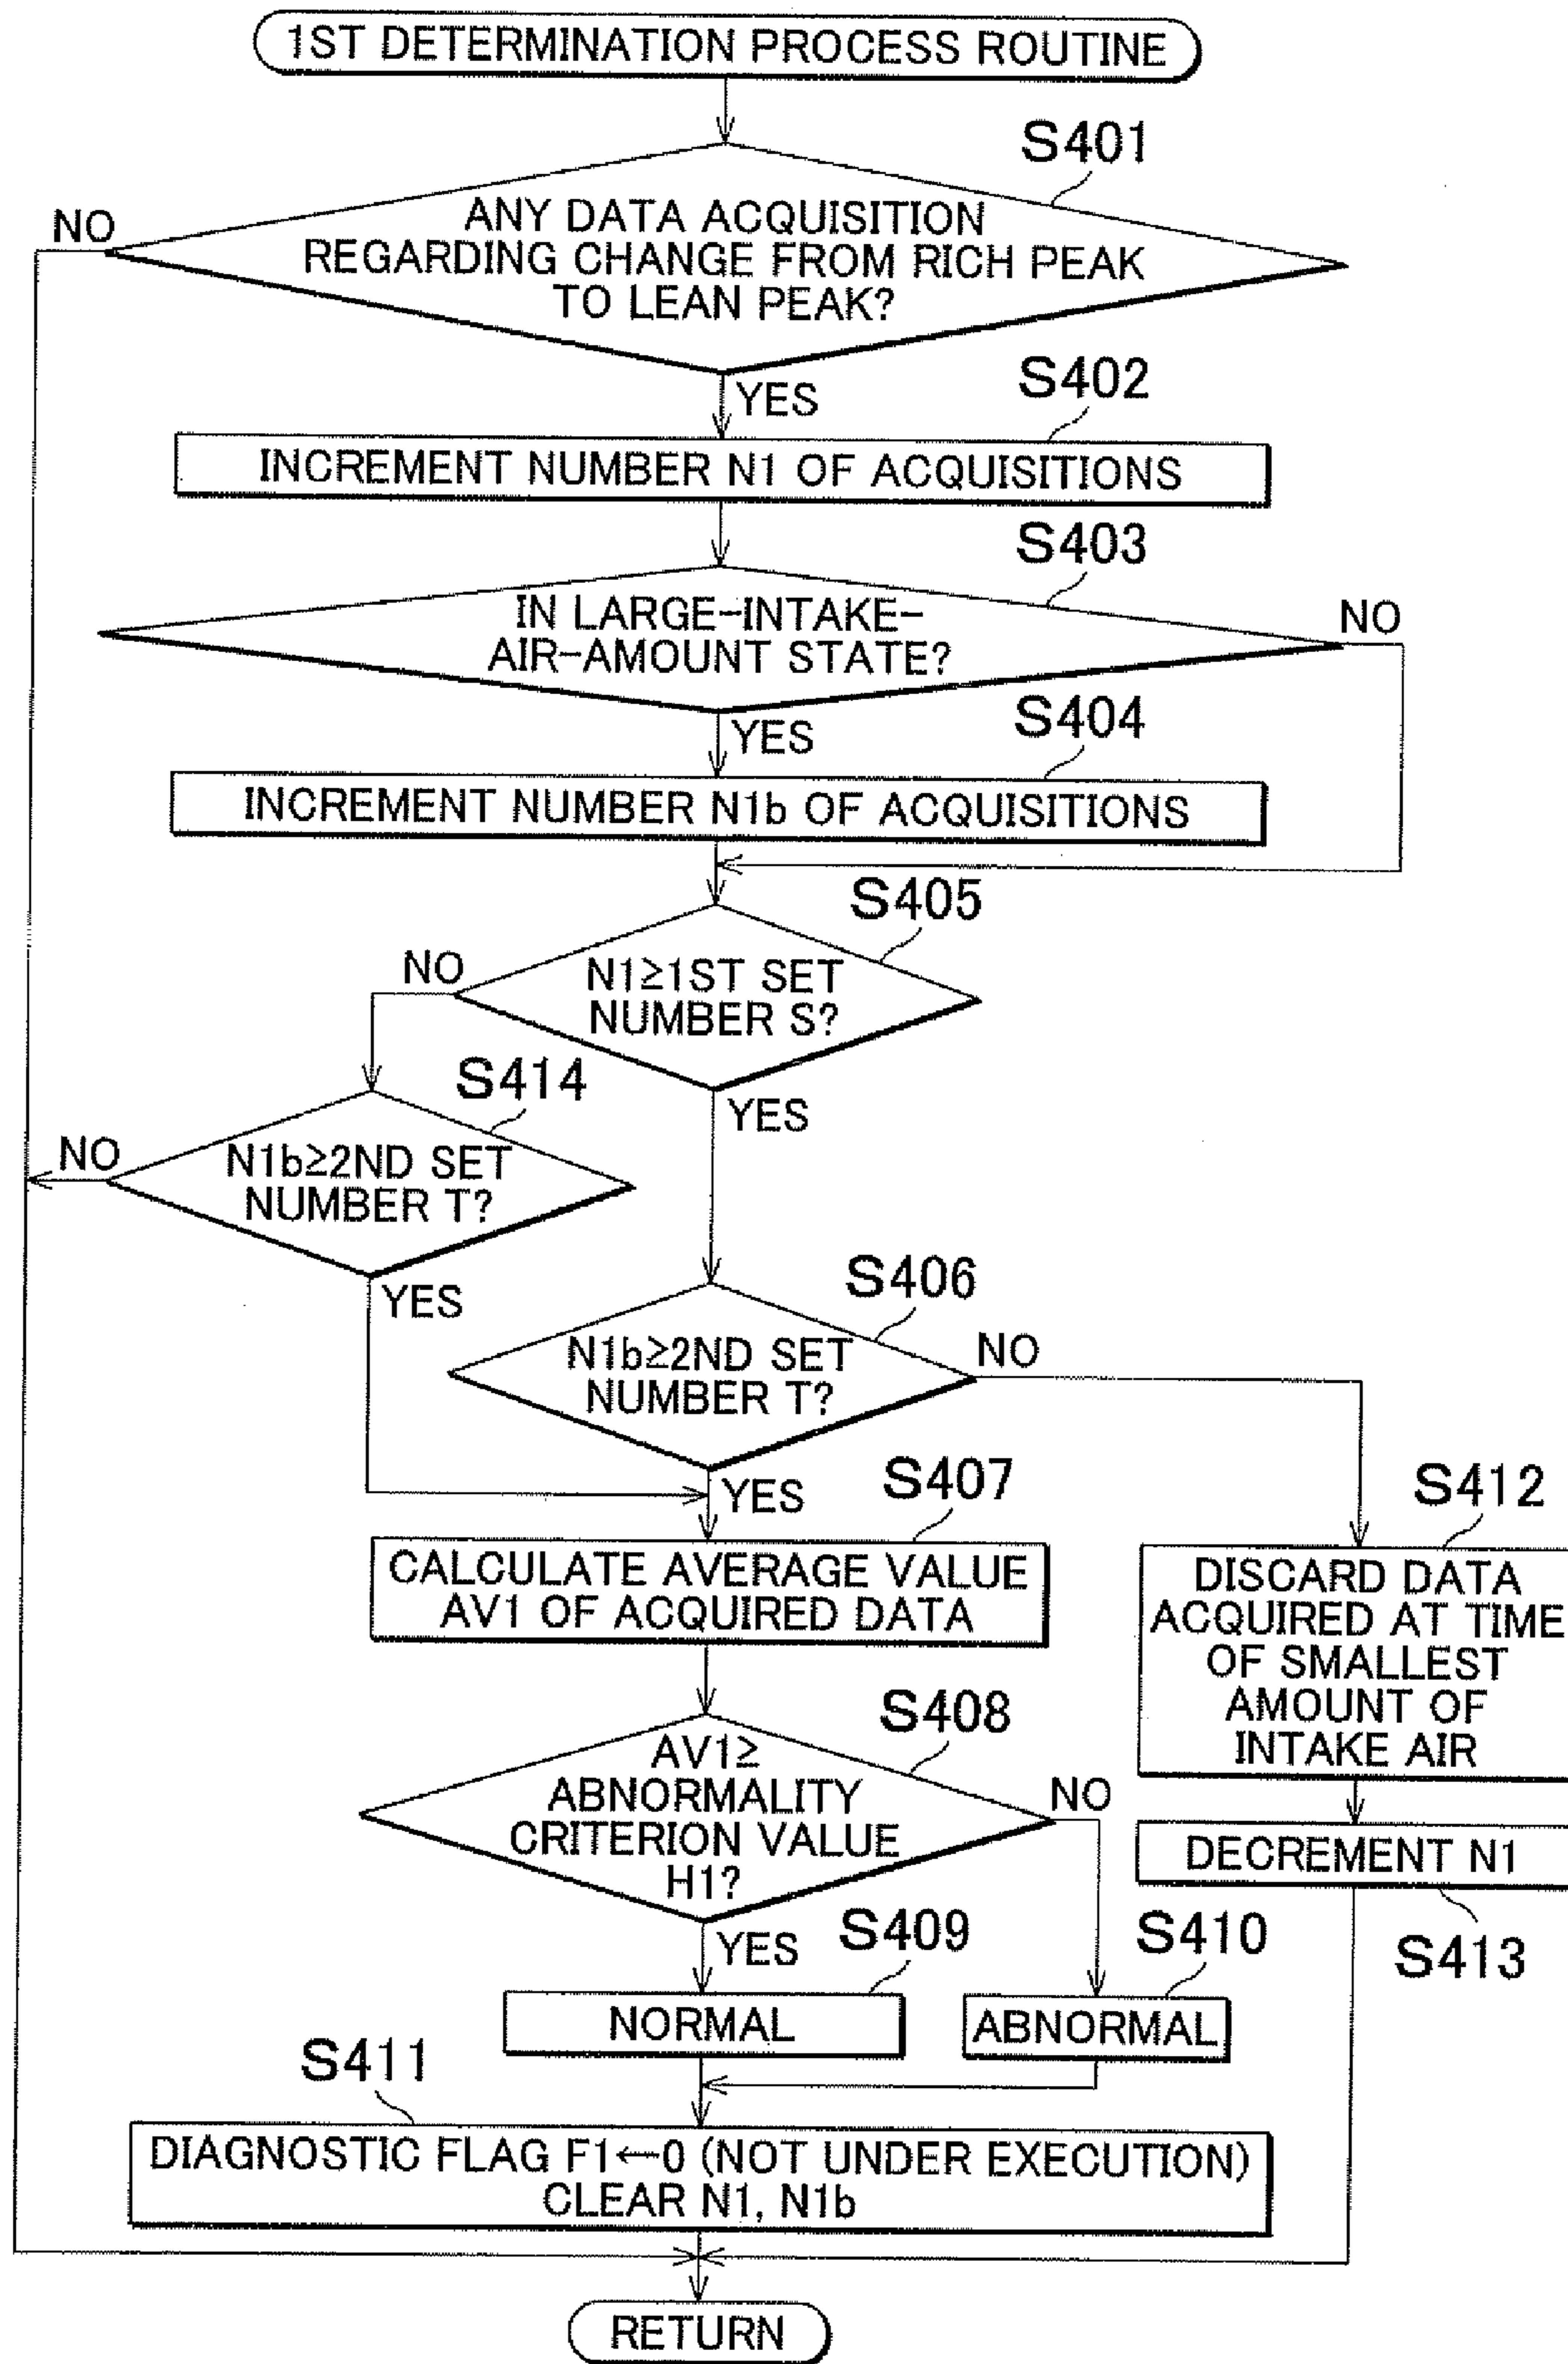 1ST DETERMINATION PROCESS ROUTINE
S401
NO
ANY DATA ACQUISITION
REGARDING CHANGE FROM RICH PEAK
TO LEAN PEAK?
YES
S402
INCREMENT NUMBER N1 OF ACQUISITIONS
S403
IN LARGE-INTAKE-
AIR-AMOUNT STATE?
NO
YES
S404
INCREMENT NUMBER N1b OF ACQUISITIONS
S405
NO
N1≥1ST SET
NUMBER S?
YES
S414
NO
N1b≥2ND SET
NUMBER T?
YES
S406
N1b≥2ND SET
NUMBER T?
NO
YES
S407
CALCULATE AVERAGE VALUE
AV1 OF ACQUIRED DATA
S412
DISCARD DATA
ACQUIRED AT TIME
OF SMALLEST
AMOUNT OF
INTAKE AIR
S408
AV1≥
ABNORMALITY
CRITERION VALUE
H1?
NO
YES
DECREMENT N1
S413
S409
NORMAL
S410
ABNORMAL
S411
DIAGNOSTIC FLAG F1←0 (NOT UNDER EXECUTION)
CLEAR N1, N1b
RETURN